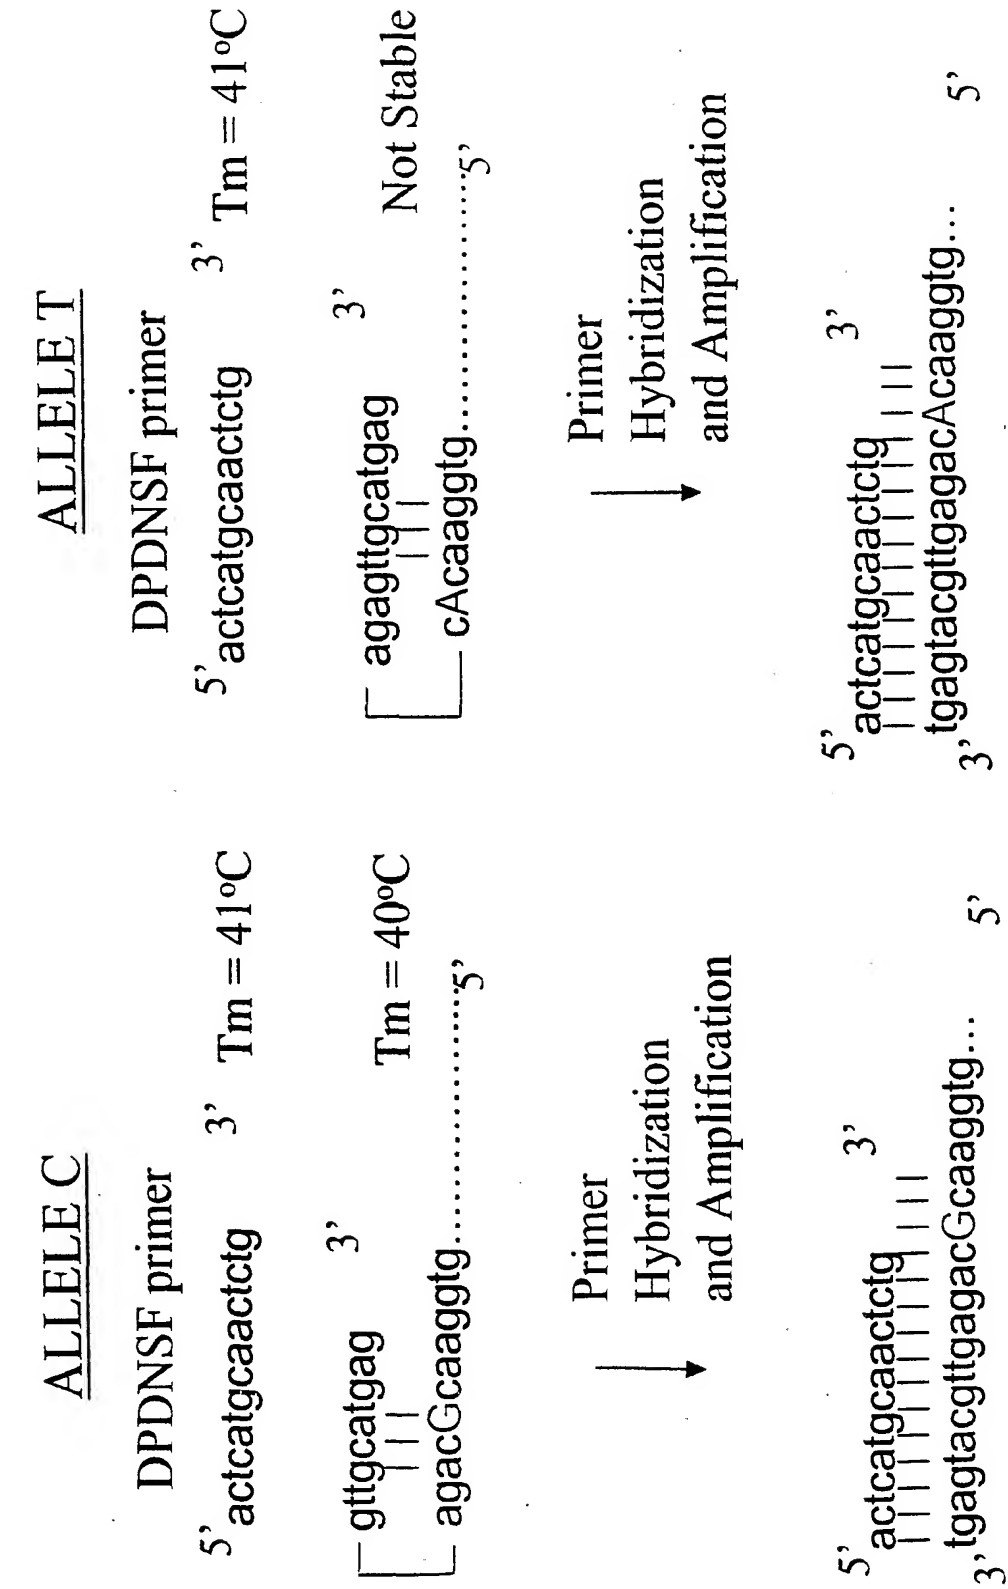 ALLELE C
DPDNSF primer
5' 3'
actcatgcaactctg Tm = 41°C
3'
gttgcatgag Tm = 40°C
agacGcaaggtg..................5'
Primer
Hybridization
and Amplification
5' 3'
actcatgcaactctg
tgagtacgttgagacGcaaggtg...
3' 5'
ALLELE T
DPDNSF primer
5' 3'
actcatgcaactctg Tm = 41°C
3'
agagttgcatgag Not Stable
cAcaaggtg..................5'
Primer
Hybridization
and Amplification
5' 3'
actcatgcaactctg
tgagtacgttgagacAcaaggtg...
3' 5'